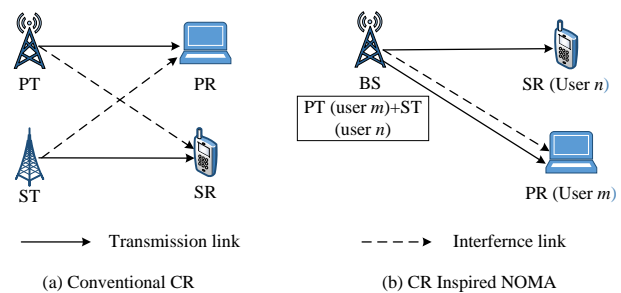 PT
PR
BS
SR (User n)
PT (user m)+ST
(user n)
ST
SR
PR (User m)
Transmission link
Interfernce link
(a) Conventional CR
(b) CR Inspired NOMA